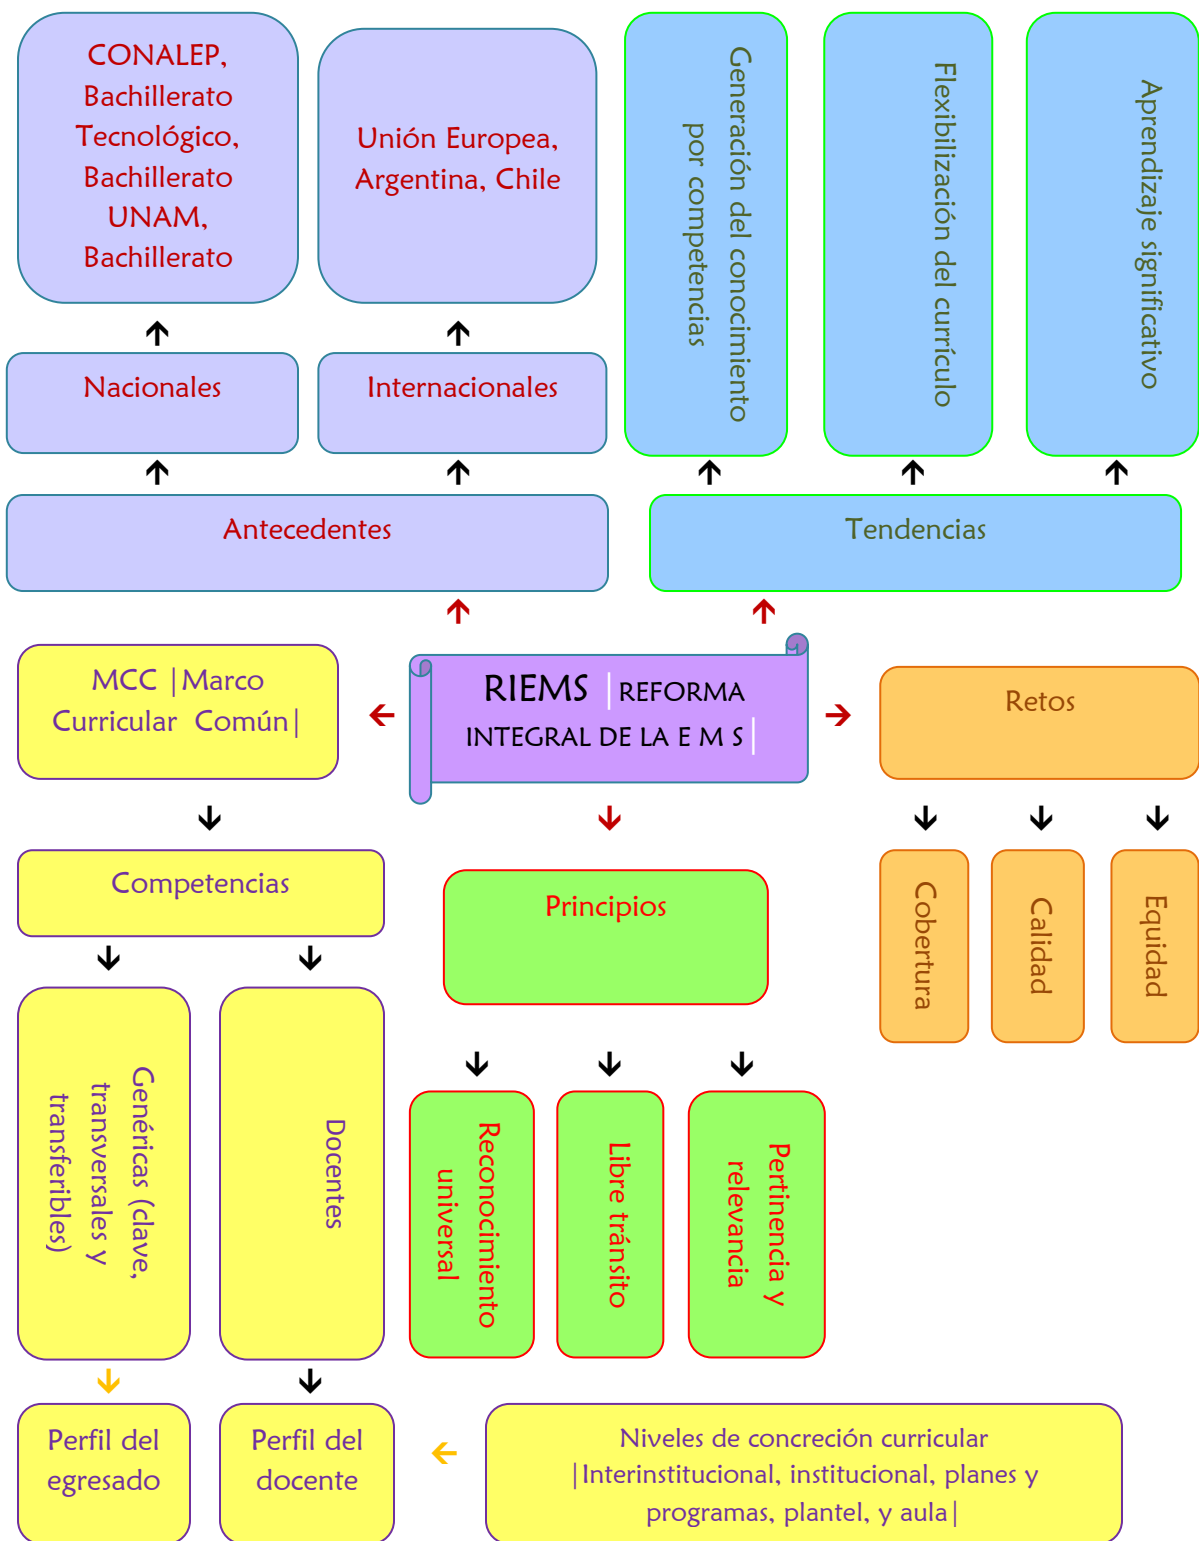 CONALEP,
Bachillerato
Tecnológico,
Bachillerato
UNAM,
Bachillerato
Unión Europea,
Argentina, Chile
Generación del conocimiento
por competencias
Flexibilización del currículo
Aprendizaje significativo
Nacionales
Internacionales
Antecedentes
Tendencias
MCC |Marco
Curricular Común|
RIEMS |REFORMA
INTEGRAL DE LA E M S|
Retos
Competencias
Principios
Cobertura
Calidad
Equidad
Genéricas (clave,
transversales y
transferibles)
Docentes
Reconocimiento
universal
Libre tránsito
Pertinencia y
relevancia
Perfil del
egresado
Perfil del
docente
Niveles de concreción curricular
|Interinstitucional, institucional, planes y
programas, plantel, y aula|